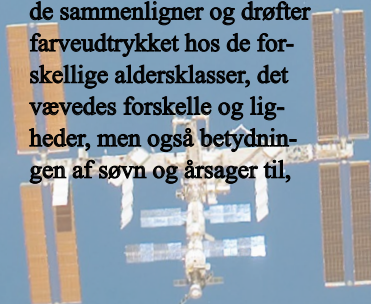 de sammenligner og drøfter
farveudtrykket hos de for-
skellige aldersklasser, det
vævedes forskelle og lig-
heder, men også betydnin-
gen af søvn og årsager til,